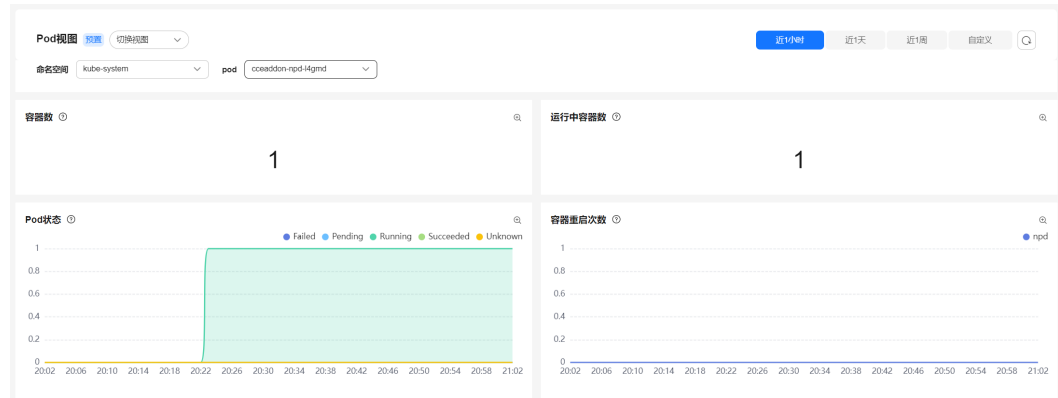 Pod视图 预置 切换视图 近1小时 近1天 近1周 自定义
命名空间 kube-system pod cceaddon-npd-l4gmd
容器数
1
运行中容器数
1
Pod状态
Failed Pending Running Succeeded Unknown
1
0.8
0.6
0.4
0.2
0
20:02 20:06 20:10 20:14 20:18 20:22 20:26 20:30 20:34 20:38 20:42 20:46 20:50 20:54 20:58 21:02
容器重启次数
npd
1
0.8
0.6
0.4
0.2
0
20:02 20:06 20:10 20:14 20:18 20:22 20:26 20:30 20:34 20:38 20:42 20:46 20:50 20:54 20:58 21:02